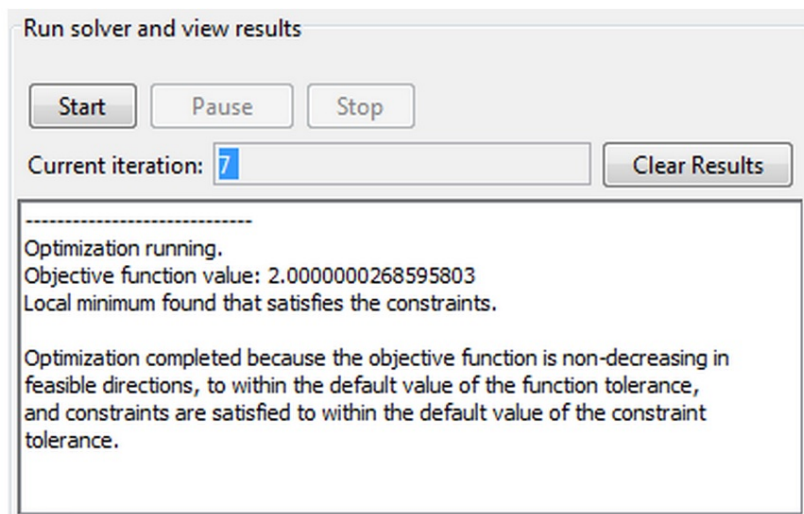 Run solver and view results
Start Pause Stop
Current iteration: 7 Clear Results
-----------------------------
Optimization running.
Objective function value: 2.0000000268595803
Local minimum found that satisfies the constraints.
Optimization completed because the objective function is non-decreasing in
feasible directions, to within the default value of the function tolerance,
and constraints are satisfied to within the default value of the constraint
tolerance.